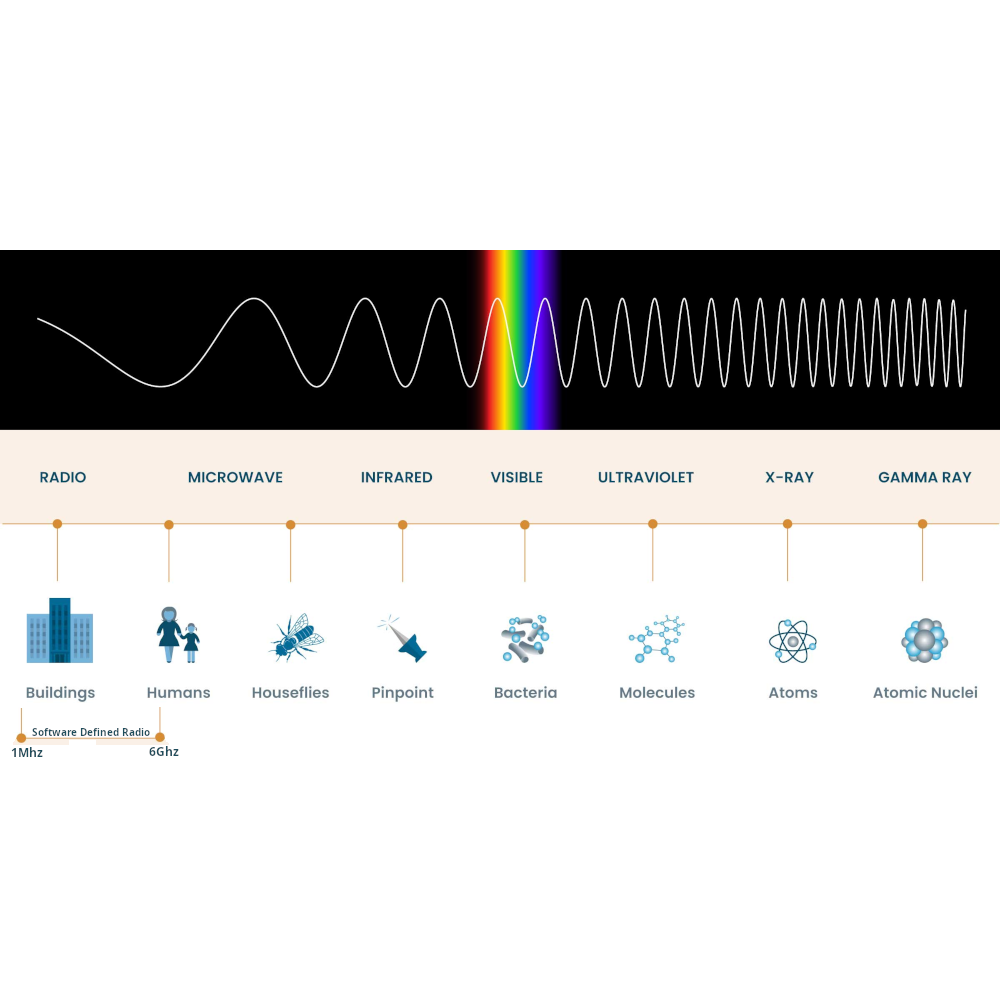 RADIO MICROWAVE INFRARED VISIBLE ULTRAVIOLET X-RAY GAMMA RAY
Buildings Humans Houseflies Pinpoint Bacteria Molecules Atoms Atomic Nuclei
Software Defined Radio
1Mhz 6Ghz